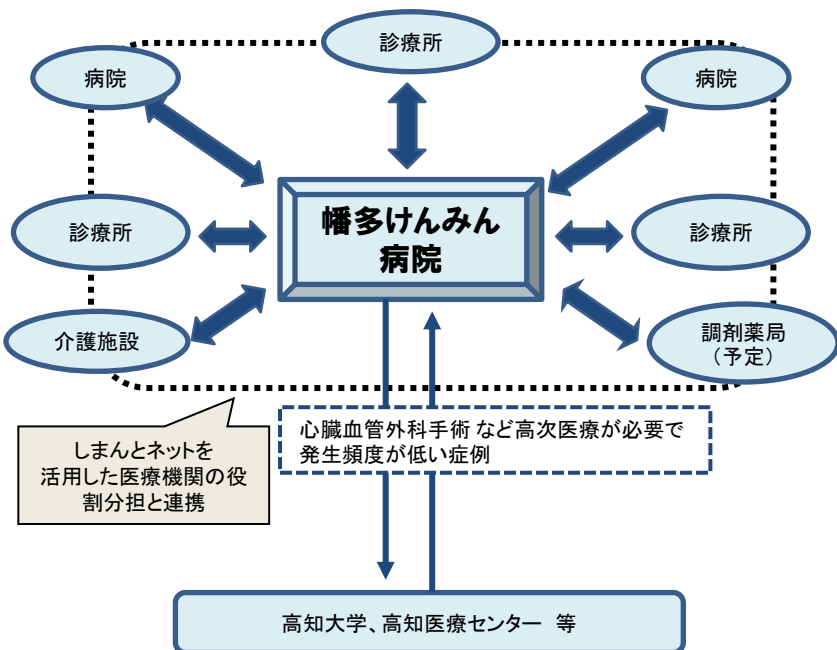 診療所
病院
病院
幡多けんみん
病院
診療所
診療所
介護施設
調剤薬局
（予定）
しまんとネットを
活用した医療機関の役
割分担と連携
心臓血管外科手術 など高次医療が必要で
発生頻度が低い症例
高知大学、高知医療センター 等